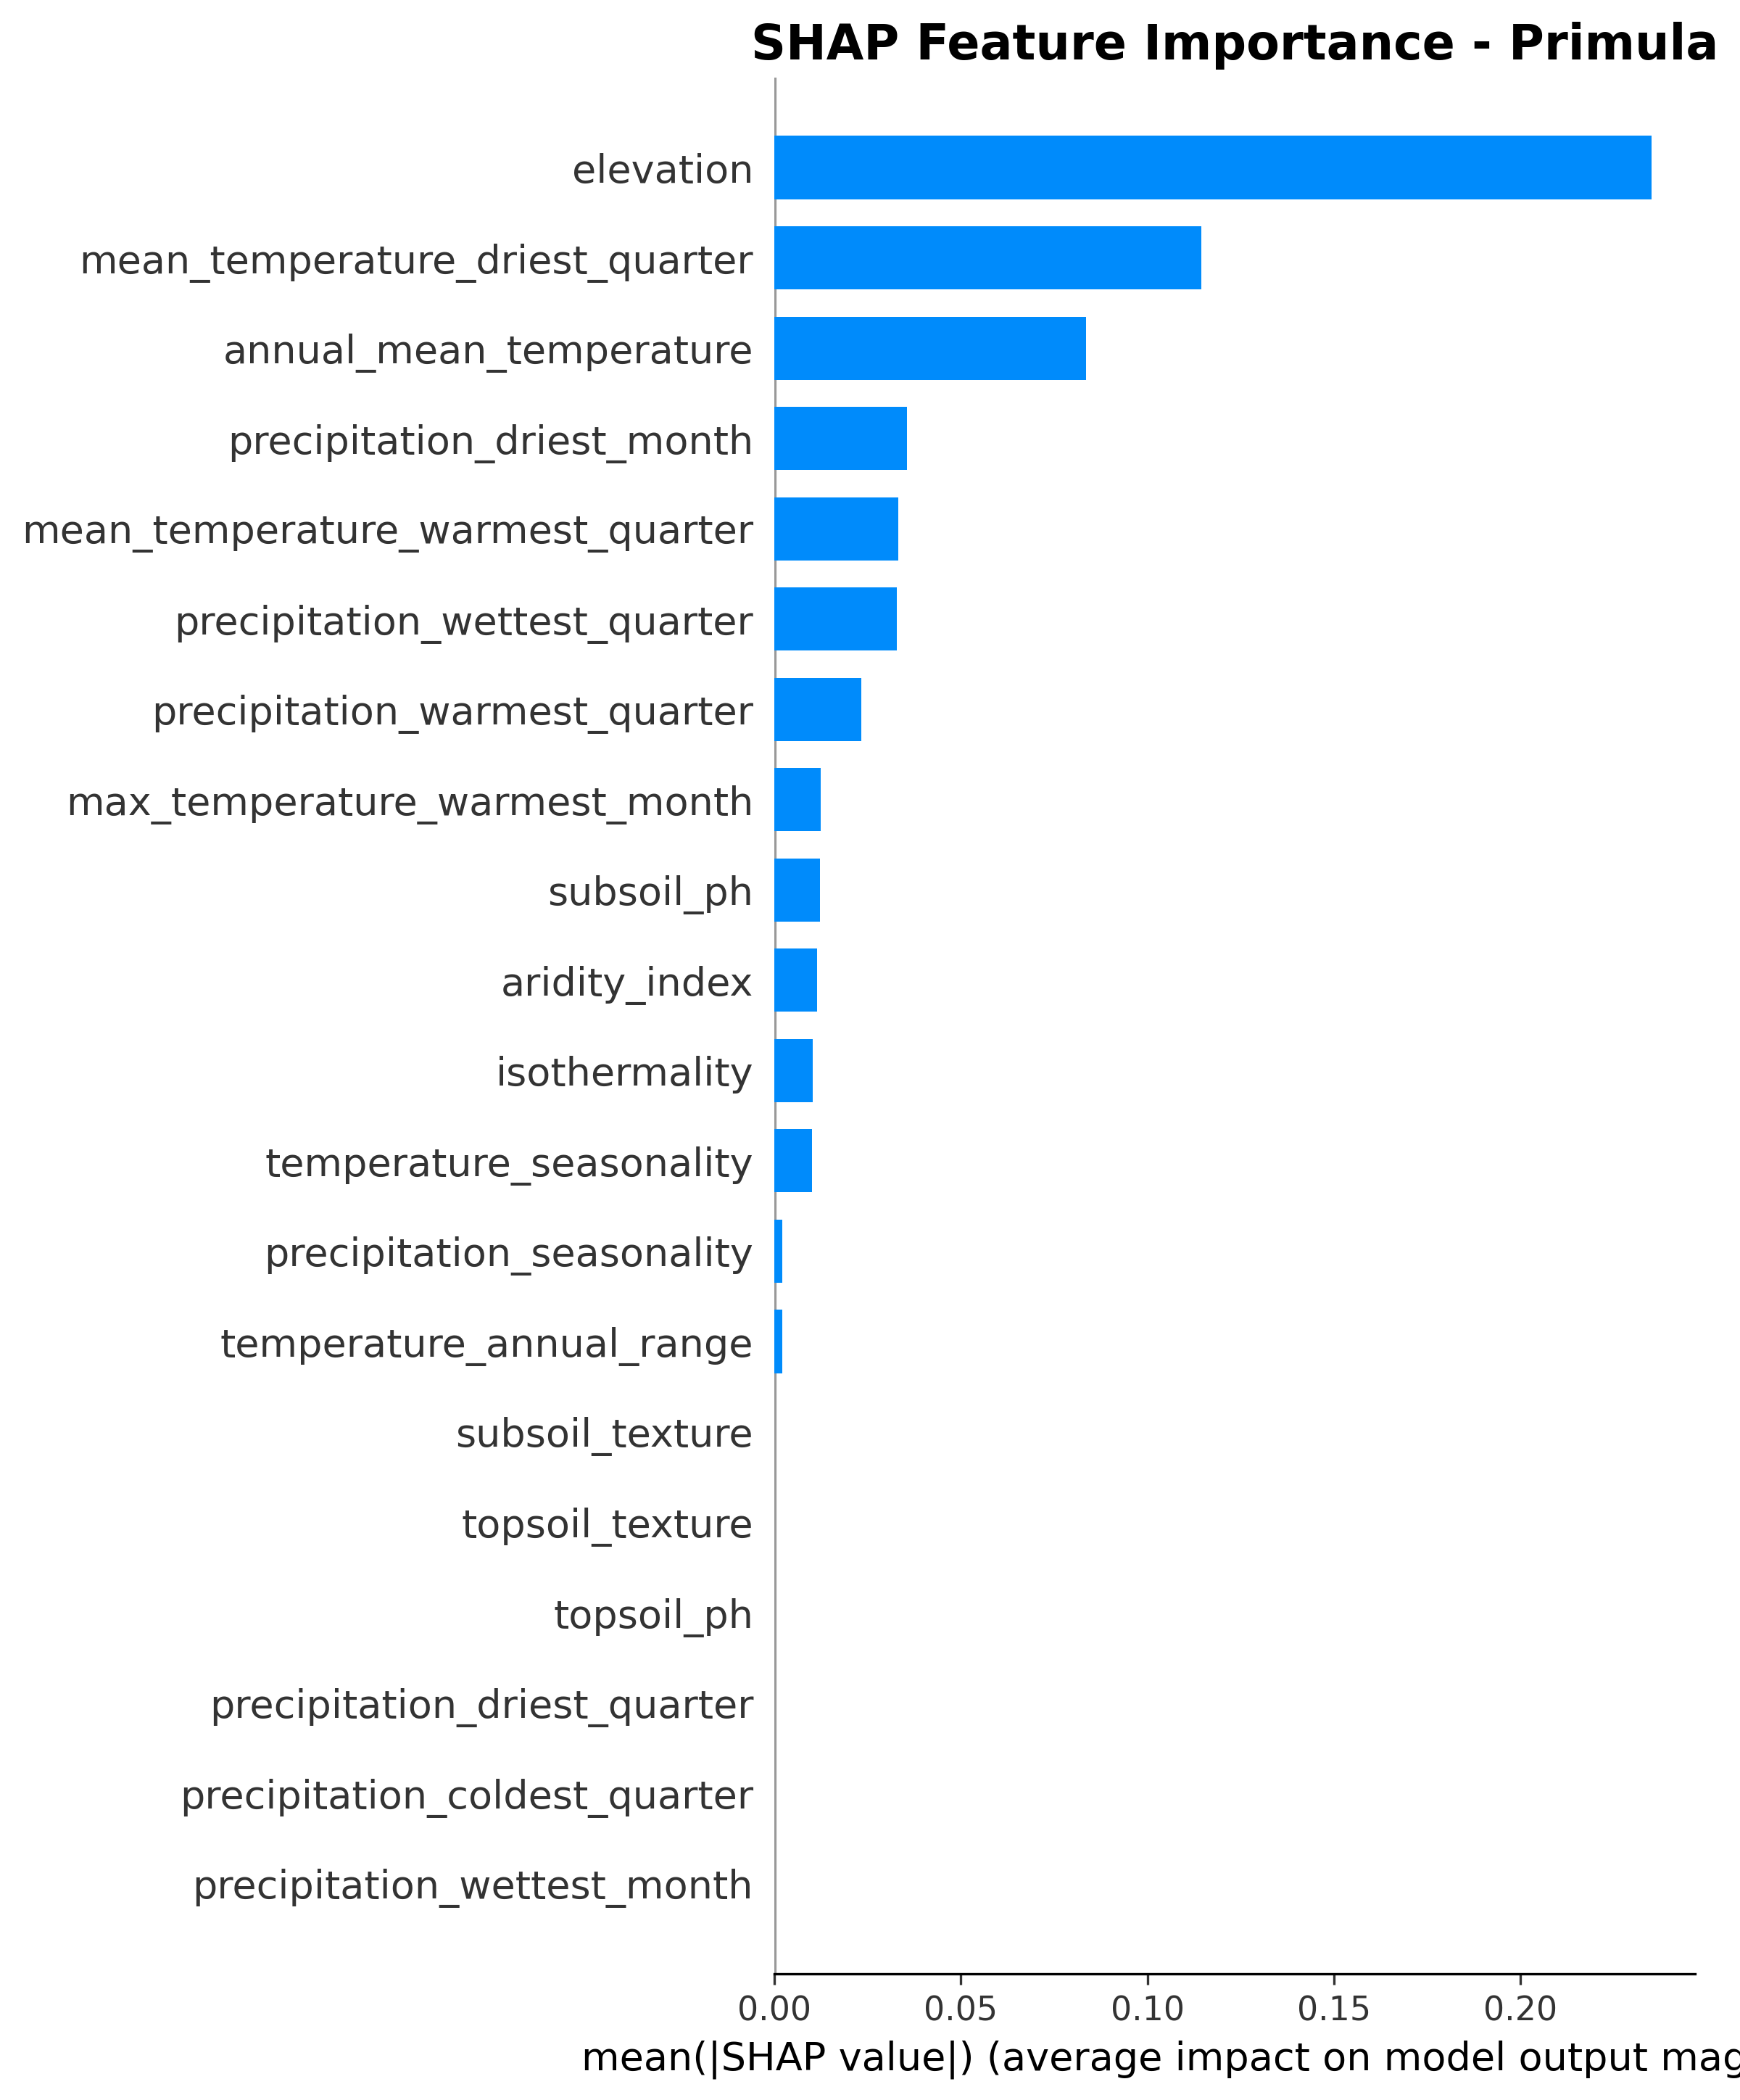 SHAP Feature Importance - Primula
elevation
mean_temperature_driest_quarter
annual_mean_temperature
precipitation_driest_month
mean_temperature_warmest_quarter
precipitation_wettest_quarter
precipitation_warmest_quarter
max_temperature_warmest_month
subsoil_ph
aridity_index
isothermality
temperature_seasonality
precipitation_seasonality
temperature_annual_range
subsoil_texture
topsoil_texture
topsoil_ph
precipitation_driest_quarter
precipitation_coldest_quarter
precipitation_wettest_month
0.00 0.05 0.10 0.15 0.20
mean(|SHAP value|) (average impact on model output mag